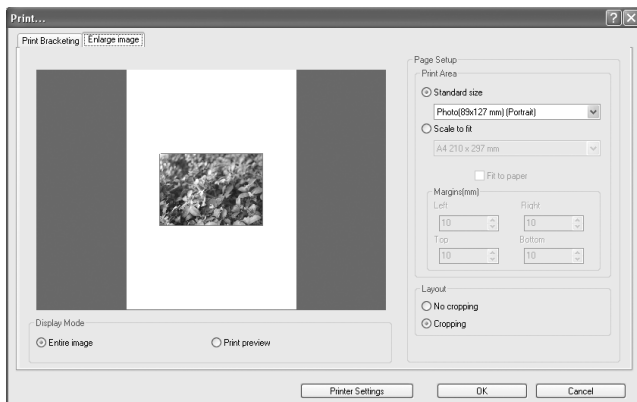 Print...
Print Bracketing
Enlarge image
Page Setup
Print Area
Standard size
Photo(89x127 mm) (Portrait)
Scale to fit
A4 210 x 297 mm
Fit to paper
Margins(mm)
Left Right
10 10
Top Bottom
10 10
Layout
No cropping
Cropping
Display Mode
Entire image
Print preview
Printer Settings
OK
Cancel